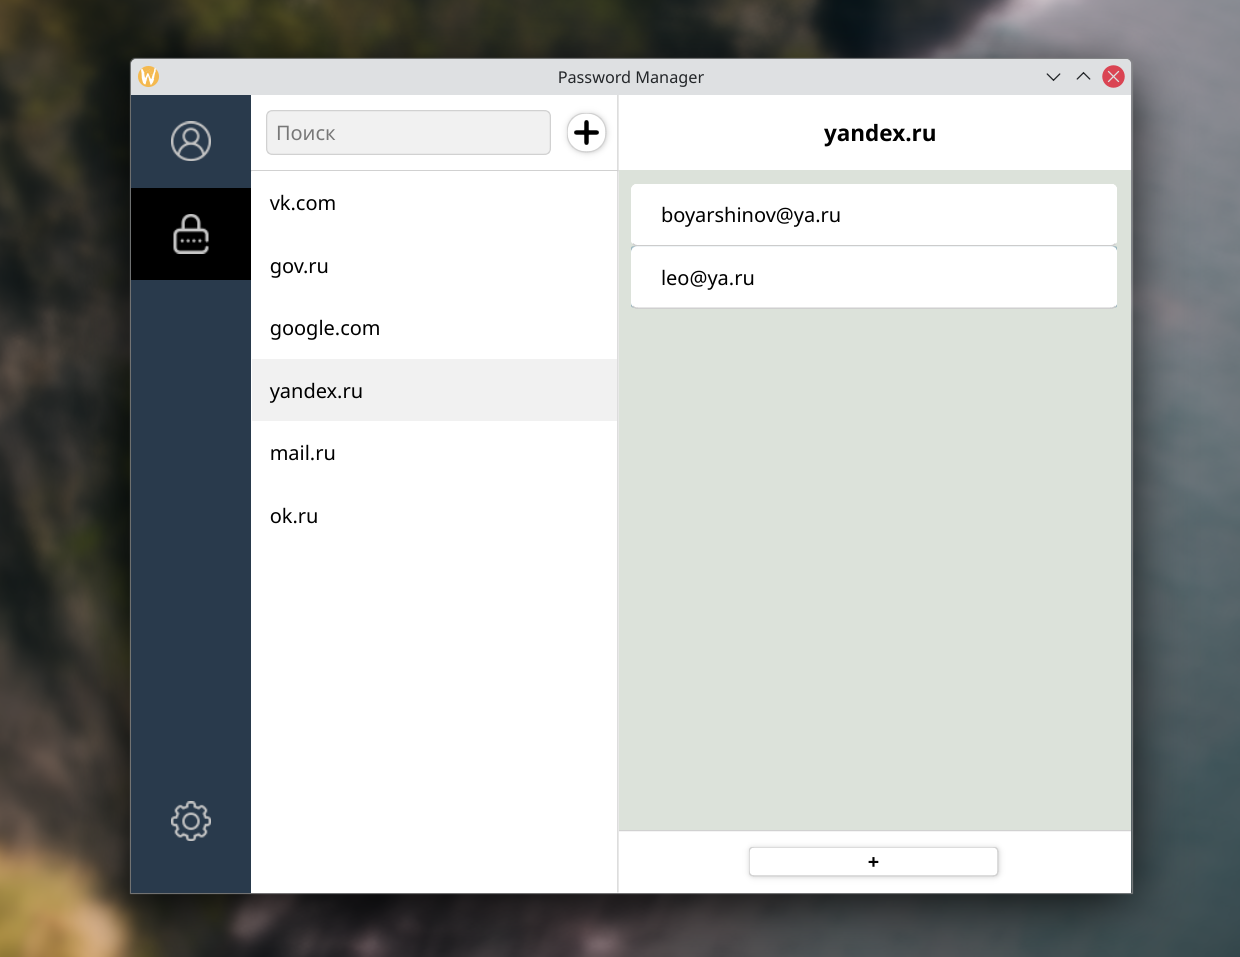 Password Manager
Поиск
yandex.ru
vk.com
gov.ru
google.com
yandex.ru
mail.ru
ok.ru
boyarshinov@ya.ru
leo@ya.ru
+